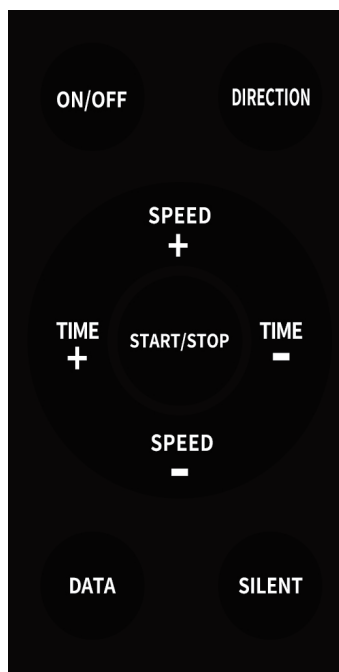 ON/OFF
DIRECTION
SPEED
+
TIME
+
START/STOP
TIME
-
SPEED
-
DATA
SILENT